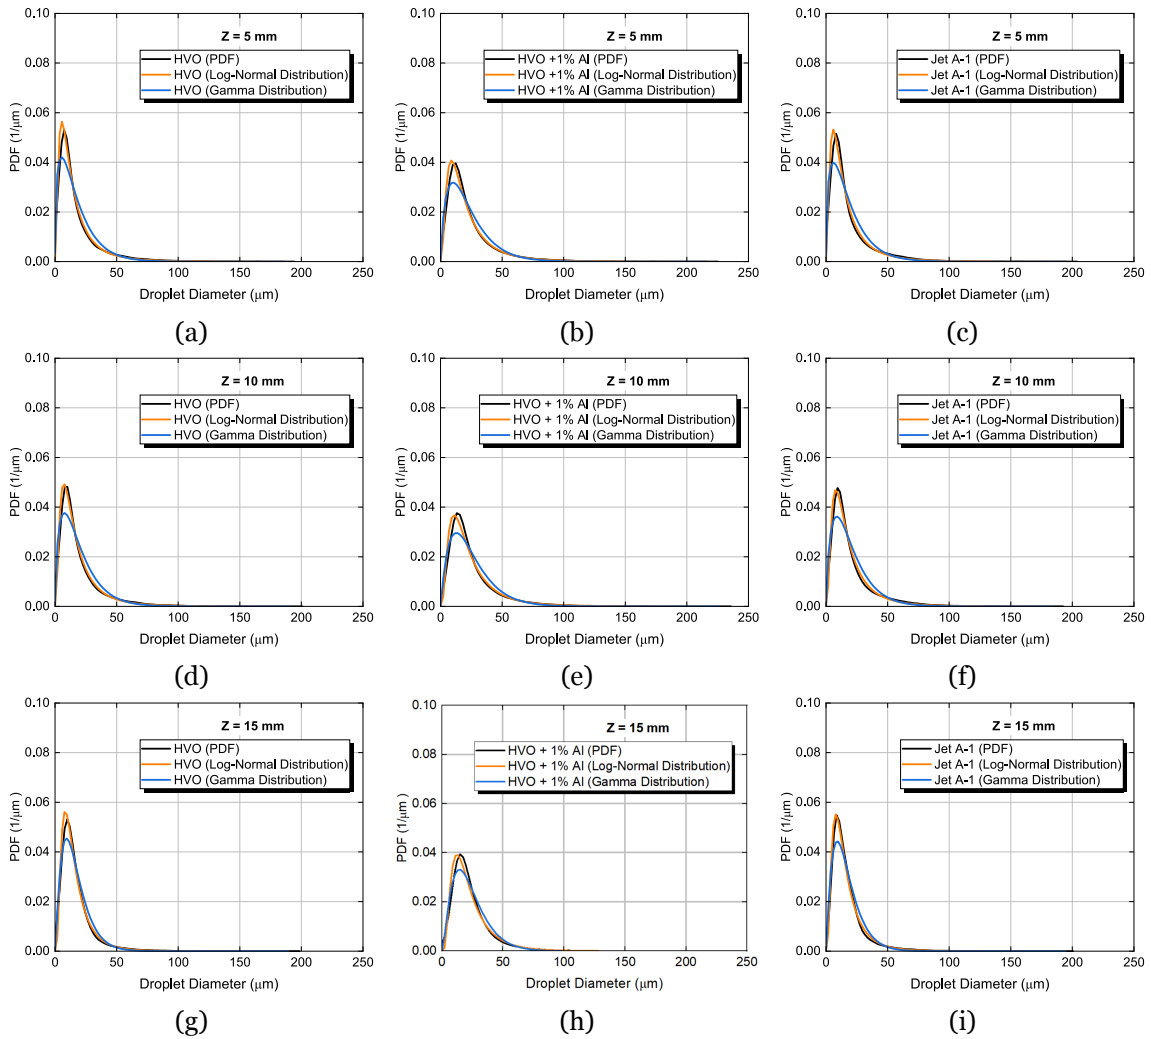 0.10
0.08
0.06
0.04
0.02
0.00
PDF (1/μm)
Z = 5 mm
HVO (PDF)
HVO (Log-Normal Distribution)
HVO (Gamma Distribution)
0 50 100 150 200 250
Droplet Diameter (μm)
(a)
0.10
0.08
0.06
0.04
0.02
0.00
PDF (1/μm)
Z = 5 mm
HVO +1% Al (PDF)
HVO +1% Al (Log-Normal Distribution)
HVO +1% Al (Gamma Distribution)
0 50 100 150 200 250
Droplet Diameter (μm)
(b)
0.10
0.08
0.06
0.04
0.02
0.00
PDF (1/μm)
Z = 5 mm
Jet A-1 (PDF)
Jet A-1 (Log-Normal Distribution)
Jet A-1 (Gamma Distribution)
0 50 100 150 200 250
Droplet Diameter (μm)
(c)
0.10
0.08
0.06
0.04
0.02
0.00
PDF (1/μm)
Z = 10 mm
HVO (PDF)
HVO (Log-Normal Distribution)
HVO (Gamma Distribution)
0 50 100 150 200 250
Droplet Diameter (μm)
(d)
0.10
0.08
0.06
0.04
0.02
0.00
PDF (1/μm)
Z = 10 mm
HVO + 1% Al (PDF)
HVO + 1% Al (Log-Normal Distribution)
HVO + 1% Al (Gamma Distribution)
0 50 100 150 200 250
Droplet Diameter (μm)
(e)
0.10
0.08
0.06
0.04
0.02
0.00
PDF (1/μm)
Z = 10 mm
Jet A-1 (PDF)
Jet A-1 (Log-Normal Distribution)
Jet A-1 (Gamma Distribution)
0 50 100 150 200 250
Droplet Diameter (μm)
(f)
0.10
0.08
0.06
0.04
0.02
0.00
PDF (1/μm)
Z = 15 mm
HVO (PDF)
HVO (Log-Normal Distribution)
HVO (Gamma Distribution)
0 50 100 150 200 250
Droplet Diameter (μm)
(g)
0.10
0.08
0.06
0.04
0.02
0.00
PDF (1/μm)
Z = 15 mm
HVO + 1% Al (PDF)
HVO + 1% Al (Log-Normal Distribution)
HVO + 1% Al (Gamma Distribution)
0 50 100 150 200 250
Droplet Diameter (μm)
(h)
0.10
0.08
0.06
0.04
0.02
0.00
PDF (1/μm)
Z = 15 mm
Jet A-1 (PDF)
Jet A-1 (Log-Normal Distribution)
Jet A-1 (Gamma Distribution)
0 50 100 150 200 250
Droplet Diameter (μm)
(i)